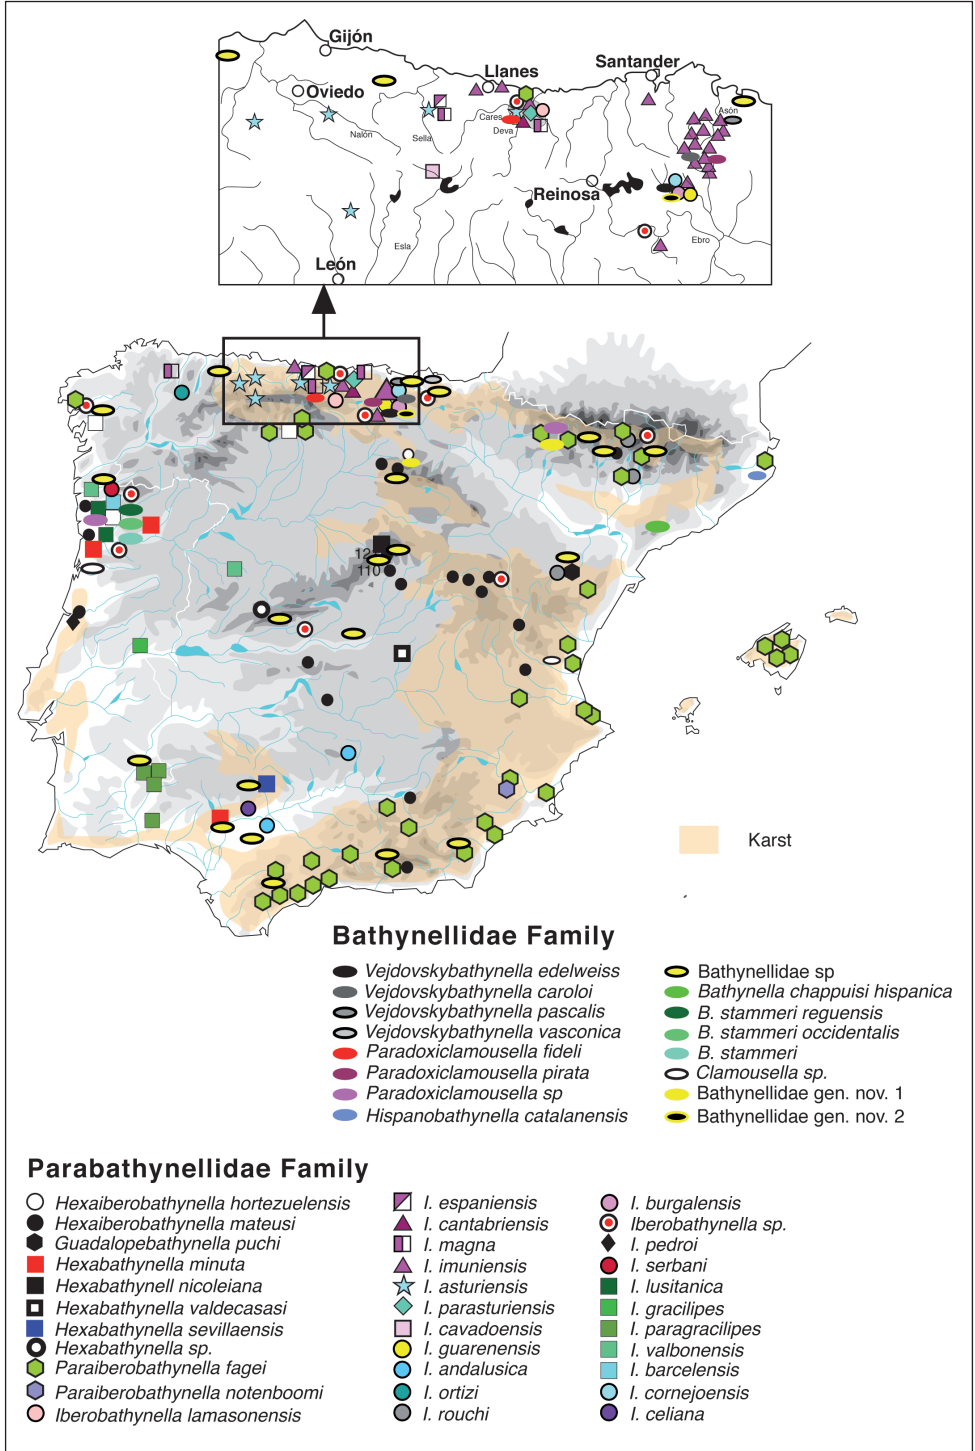 Gijón
Santander
Llanes
Oviedo
Asón
Cares
Nalón
Sella
Deva
Reinosa
Esla
Ebro
León
110
Karst
Bathynellidae Family
Vejdovskybathynella edelweiss
Vejdovskybathynella caroloi
Vejdovskybathynella pascalis
Vejdovskybathynella vasconica
Paradoxiclamousella fideli
Paradoxiclamousella pirata
Paradoxiclamousella sp
Hispanobathynella catalanensis
Bathynellidae sp
Bathynella chappuisi hispanica
B. stammeri reguensis
B. stammeri occidentalis
B. stammeri
Clamousella sp.
Bathynellidae gen. nov. 1
Bathynellidae gen. nov. 2
Parabathynellidae Family
Hexaiberobathynella hortezuelensis
Hexaiberobathynella mateusi
Guadalopebathynella puchi
Hexabathynella minuta
Hexabathynell nicoleiana
Hexabathynella valdecasasi
Hexabathynella sevillaensis
Hexabathynella sp.
Paraiberobathynella fagei
Paraiberobathynella notenboomi
Iberobathynella lamasonensis
I. espaniensis
I. cantabriensis
I. magna
I. imuniensis
I. asturiensis
I. parasturiensis
I. cavadoensis
I. guarenensis
I. andalusica
I. ortizi
I. rouchi
I. burgalensis
Iberobathynella sp.
I. pedroi
I. serbani
I. lusitanica
I. gracilipes
I. paragracilipes
I. valbonensis
I. barcelensis
I. cornejoensis
I. celiana